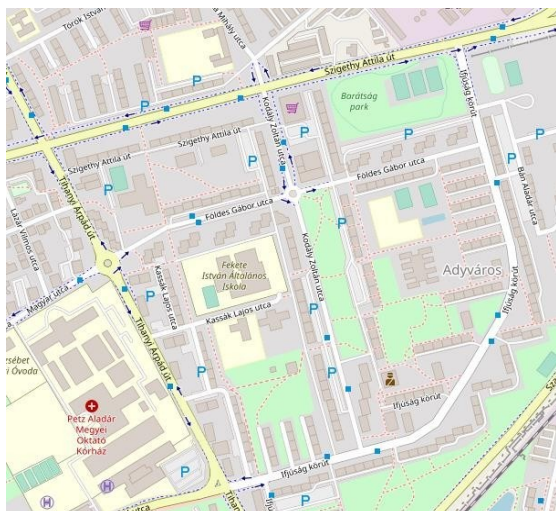 Török István
a Mihály utca
P
Szigethy Attila út
Ifjúság körút
P
Barátság
park
Kodály Zoltán utca
P
Szigethy Attila út
P
P
P
Földes Gábor utca
Bán Aladár utca
Tihanyi Árpád út
Földes Gábor utca
Lázár Vilmos utca
P
Fekete
István Általános
Iskola
Kodály Zoltán utca
Adyváros
Magyar utca
Kassák Lajos utca
P
P
Ifjúság körút
Kassák Lajos utca
Tihanyi Árpád út
zsébet
i Óvoda
P
P
P
Ifjúság körút
Petz Aladár
Megyei
Oktató
Kórház
P
Ifjúság körút
H
H
P
Tihanyi Á